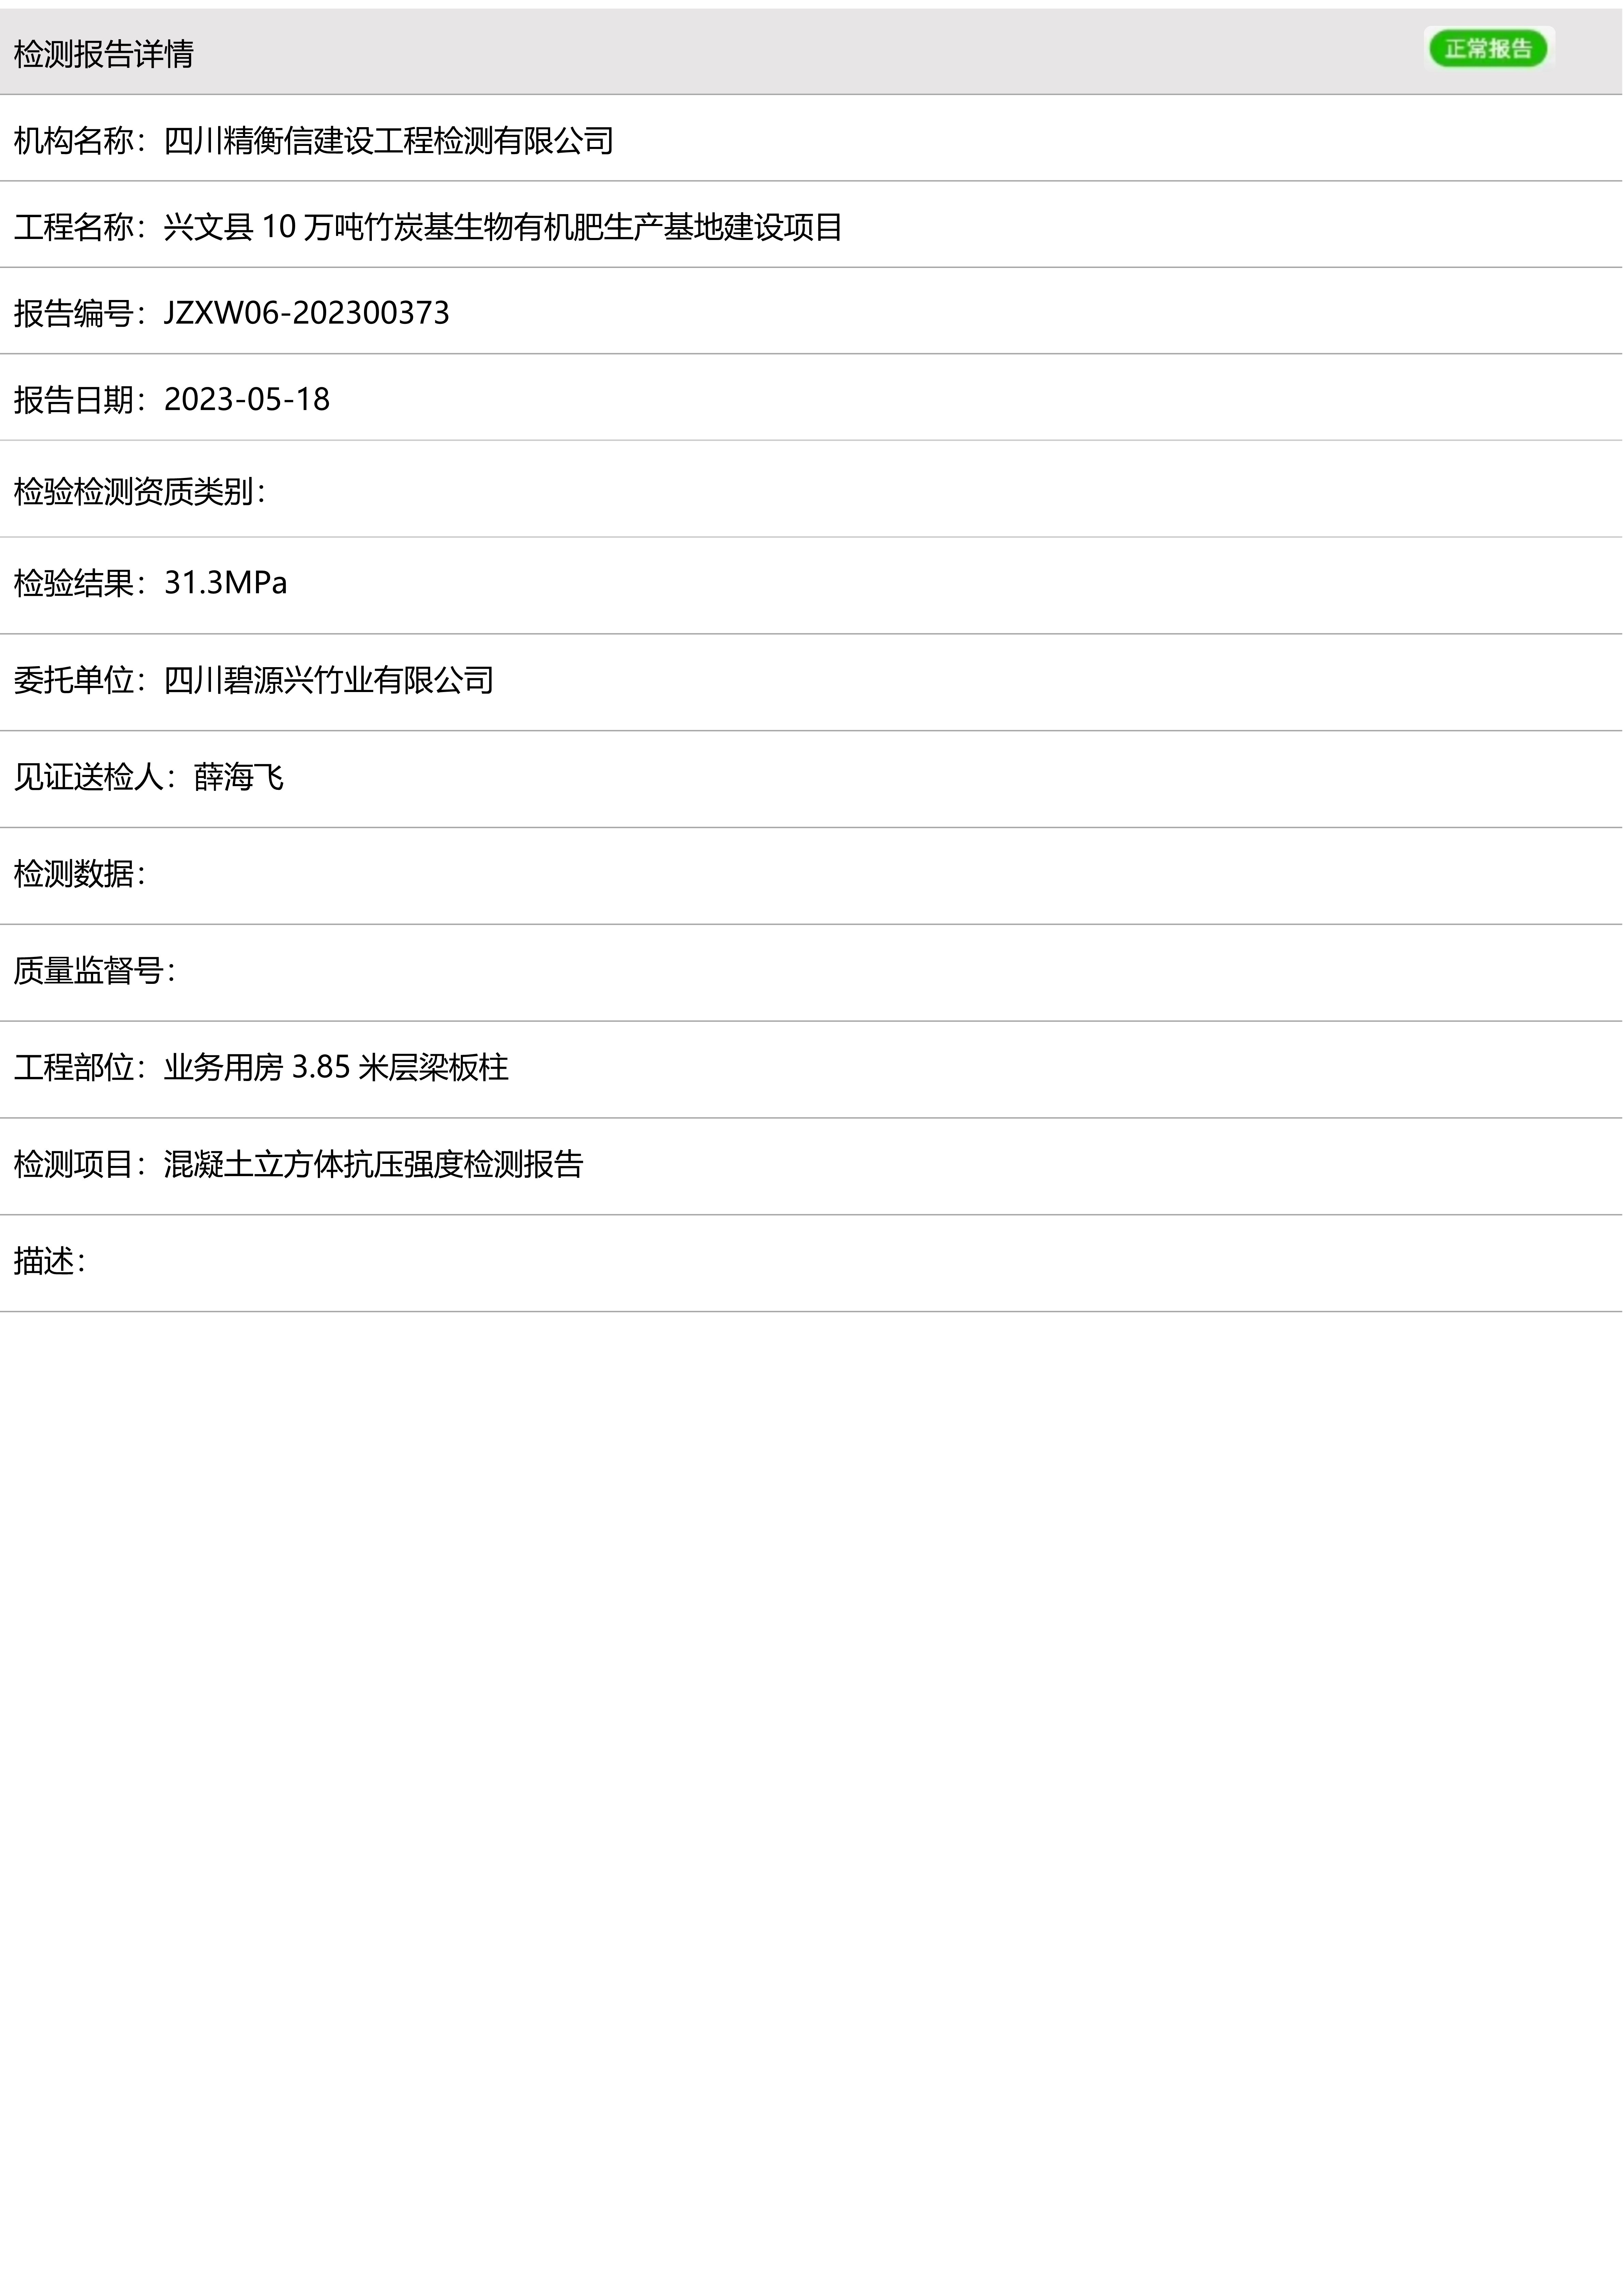 检测报告详情
正常报告
机构名称：四川精衡信建设工程检测有限公司
工程名称：兴文县 10 万吨竹炭基生物有机肥生产基地建设项目
报告编号：JZXW06-202300373
报告日期：2023-05-18
检验检测资质类别：
检验结果：31.3MPa
委托单位：四川碧源兴竹业有限公司
见证送检人：薛海飞
检测数据：
质量监督号：
工程部位：业务用房 3.85 米层梁板柱
检测项目：混凝土立方体抗压强度检测报告
描述：